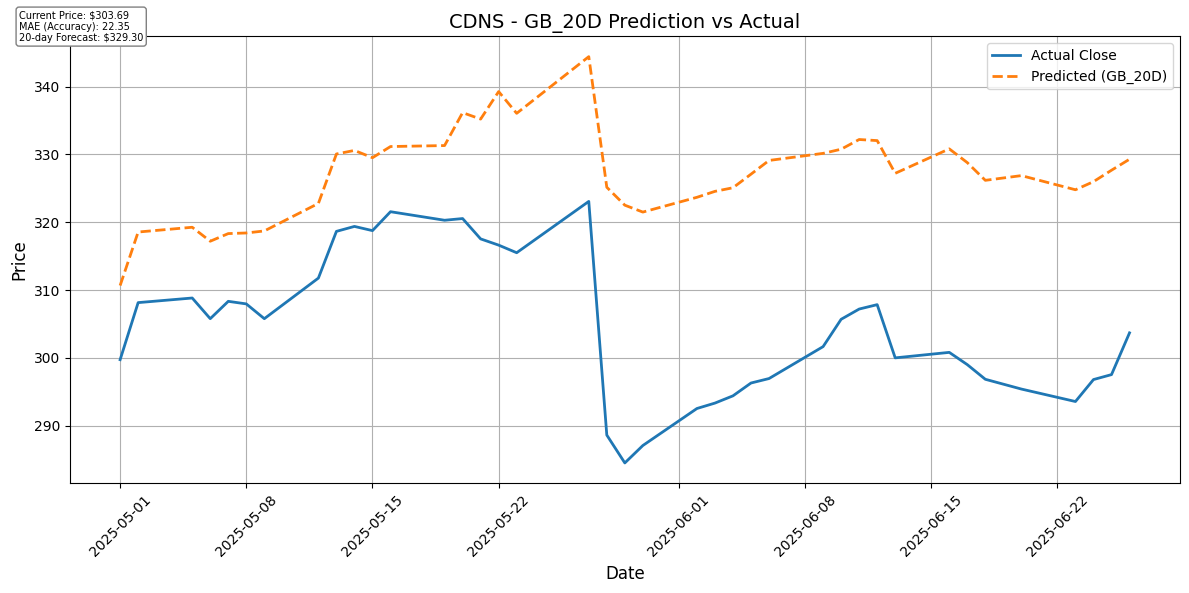 CDNS - GB_20D Prediction vs Actual
Current Price: $303.69
MAE (Accuracy): 22.35
20-day Forecast: $329.30
Actual Close
Predicted (GB_20D)
Price
340
330
320
310
300
290
2025-05-01
2025-05-08
2025-05-15
2025-05-22
2025-06-01
2025-06-08
2025-06-15
2025-06-22
Date